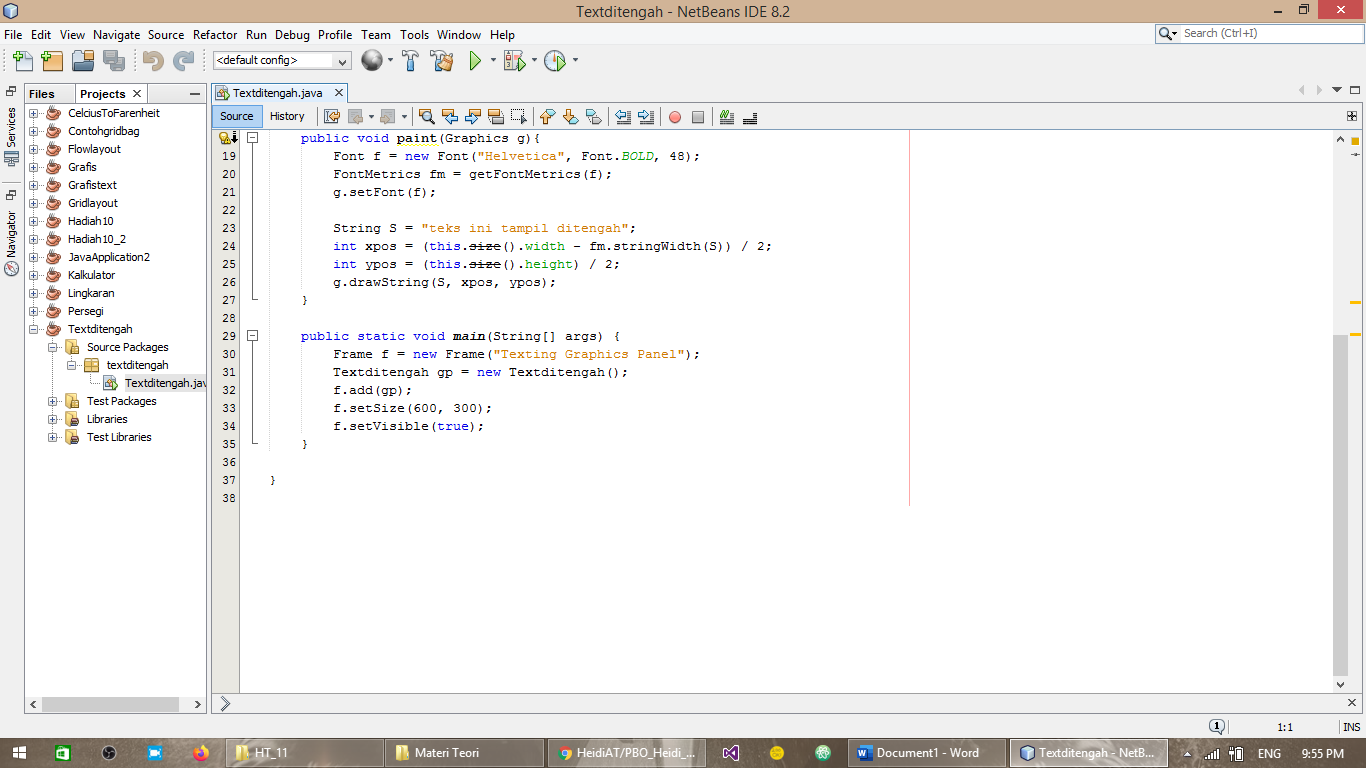 Textditengah - NetBeans IDE 8.2
File Edit View Navigate Source Refactor Run Debug Profile Team Tools Window Help
Search (Ctrl+I)
<default config>
Files Projects
Services
Navigator
CelciusToFarenheit
Contohgridbag
Flowlayout
Grafis
Grafistext
Gridlayout
Hadiah10
Hadiah10_2
JavaApplication2
Kalkulator
Lingkaran
Persegi
Textditengah
Source Packages
textditengah
Textditengah.jav
Test Packages
Libraries
Test Libraries
Textditengah.java
Source History
public void paint(Graphics g){
19 Font f = new Font("Helvetica", Font.BOLD, 48);
20 FontMetrics fm = getFontMetrics(f);
21 g.setFont(f);
22
23 String S = "teks ini tampil ditengah";
24 int xpos = (this.size().width - fm.stringWidth(S)) / 2;
25 int ypos = (this.size().height) / 2;
26 g.drawString(S, xpos, ypos);
27 }
28
29 public static void main(String[] args) {
30 Frame f = new Frame("Texting Graphics Panel");
31 Textditengah gp = new Textditengah();
32 f.add(gp);
33 f.setSize(600, 300);
34 f.setVisible(true);
35 }
36
37 }
38
1 1:1 INS
HT_11 Materi Teori HeidiAT/PBO_Heidi_... Document1 - Word Textditengah - NetB... ENG 9:55 PM